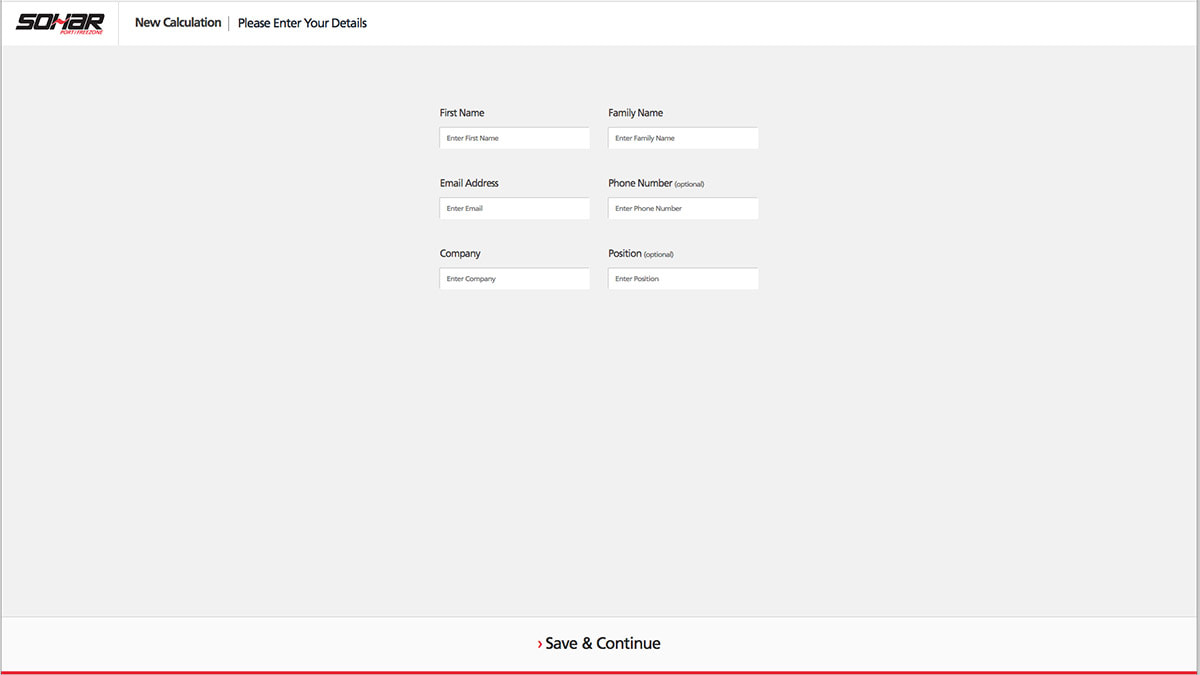 SOHAR
PORT & FREEZONE
New Calculation | Please Enter Your Details
First Name
Family Name
Enter First Name
Enter Family Name
Email Address
Phone Number (optional)
Enter Email
Enter Phone Number
Company
Position (optional)
Enter Company
Enter Position
› Save & Continue